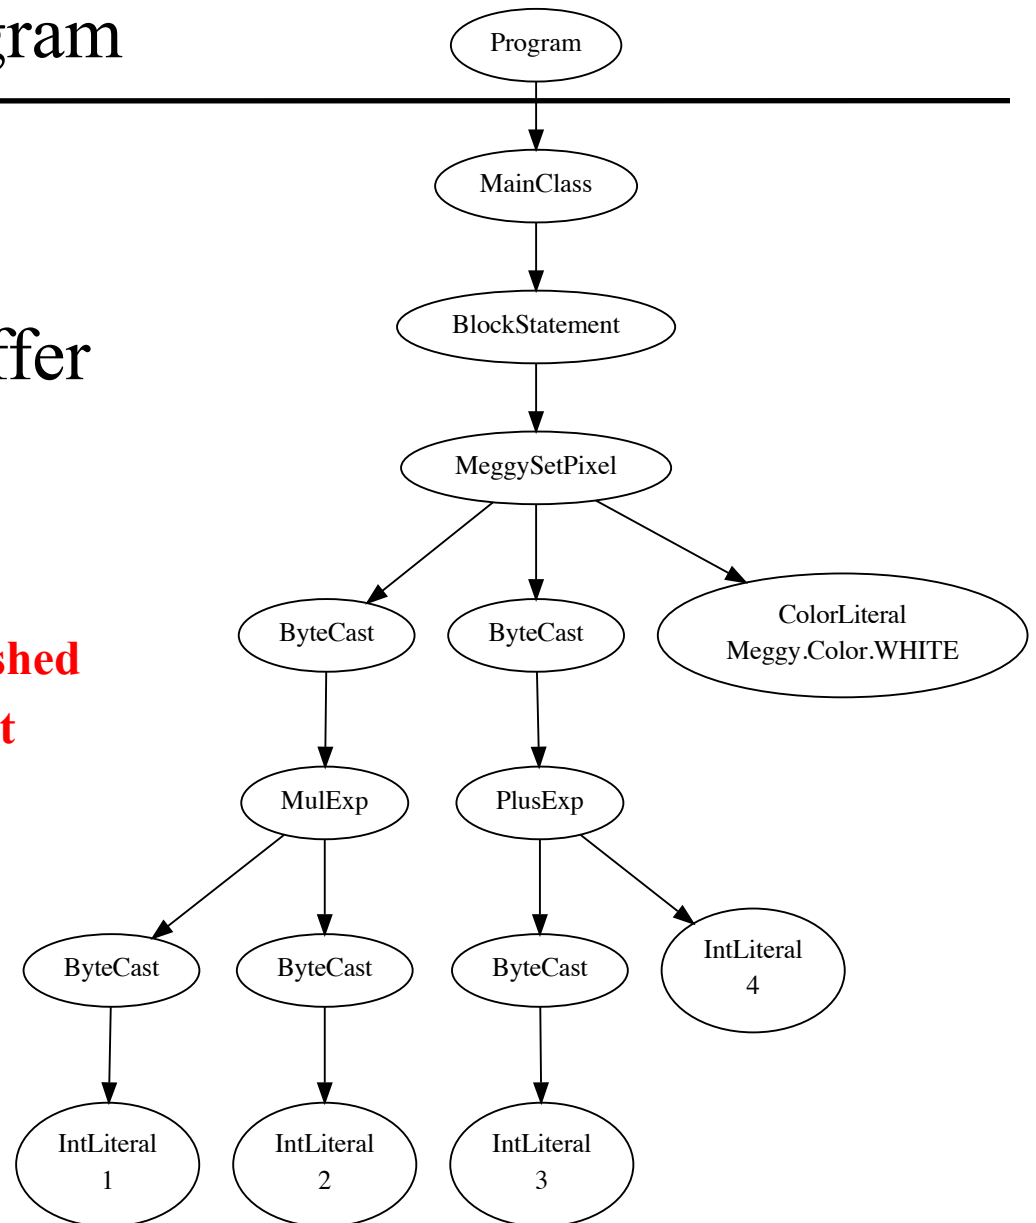 gram
Program
MainClass
BlockStatement
ffer
MeggySetPixel
ByteCast
ByteCast
ColorLiteral
Meggy.Color.WHITE
shed
t
MulExp
PlusExp
ByteCast
ByteCast
ByteCast
IntLiteral
4
IntLiteral
1
IntLiteral
2
IntLiteral
3